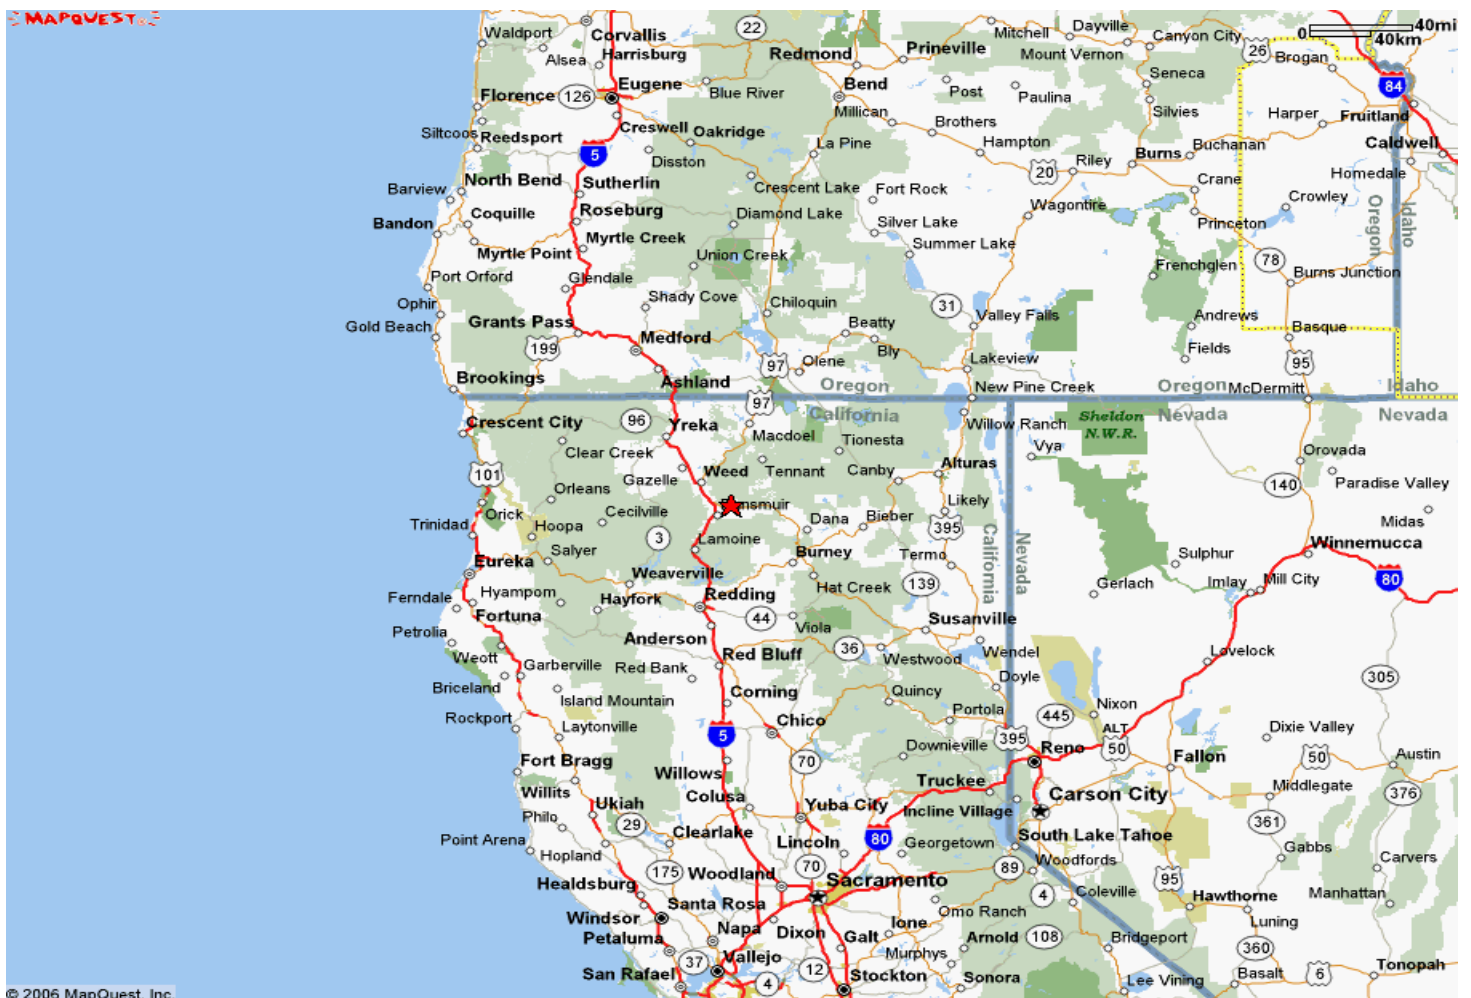 MAPQUEST
22
40mi
0
40km
Waldport
Corvallis
Harrisburg
Alsea
Redmond
Prineville
Mitchell
Dayville
Mount Vernon
Canyon City
26
Brogan
84
Eugene
126
Florence
Blue River
Bend
Post
Paulina
Seneca
Silvies
Harper
Fruitland
Millican
Siltcoos
Reedsport
Creswell
Oakridge
5
Disston
La Pine
Brothers
Hampton
20
Riley
Burns
Buchanan
Caldwell
Homedale
Barview
North Bend
Sutherlin
Crescent Lake
Fort Rock
Crane
Crowley
Wagontire
Princeton
Oregon
Idaho
Bandon
Coquille
Roseburg
Diamond Lake
Silver Lake
Summer Lake
Myrtle Creek
Myrtle Point
Union Creek
Frenchglen
78
Burns Junction
Port Orford
Glendale
Ophir
Shady Cove
Chiloquin
31
Valley Falls
Andrews
Gold Beach
Grants Pass
Medford
Beatty
Bly
Basque
199
97
Olene
Lakeview
Fields
95
Brookings
Ashland
Oregon
New Pine Creek
Oregon
McDermitt
Idaho
97
California
Sheldon
N.W.R.
Nevada
Nevada
Crescent City
96
Yreka
Macdoel
Tionesta
Willow Ranch
Vya
Clear Creek
Gazelle
Weed
Tennant
Canby
Alturas
Orovada
101
Orleans
140
Paradise Valley
Orick
Cecilville
Dunsmuir
Likely
Trinidad
Hoopa
3
Dana
Bieber
395
California
Nevada
Midas
Salyer
Lamoine
Burney
Termo
Sulphur
Winnemucca
Eureka
Weaverville
Hat Creek
139
Gerlach
Imlay
Mill City
80
Ferndale
Hyampom
Hayfork
Redding
44
Viola
Susanville
Fortuna
Petrolia
Anderson
36
Westwood
Wendel
Lovelock
Weott
Garberville
Red Bank
Red Bluff
Doyle
305
Briceland
Island Mountain
Corning
Quincy
Portola
445
Nixon
Rockport
Laytonville
5
Chico
395
ALT
50
Dixie Valley
Downieville
Reno
Fallon
50
Austin
Fort Bragg
70
Willows
Truckee
Carson City
Middlegate
376
Willits
Colusa
Yuba City
Incline Village
Ukiah
Philo
29
Clearlake
80
361
Point Arena
Lincoln
Georgetown
South Lake Tahoe
Hopland
Woodfords
Gabbs
Carvers
175
Woodland
70
89
95
Healdsburg
Sacramento
4
Coleville
Hawthorne
Manhattan
Santa Rosa
Omo Ranch
Windsor
Napa
Dixon
Ione
Luning
Petaluma
Galt
Arnold
108
Bridgeport
360
37
Vallejo
12
Murphys
Basalt
6
Tonopah
San Rafael
4
Stockton
Sonora
Lee Vining
© 2006 MapQuest, Inc